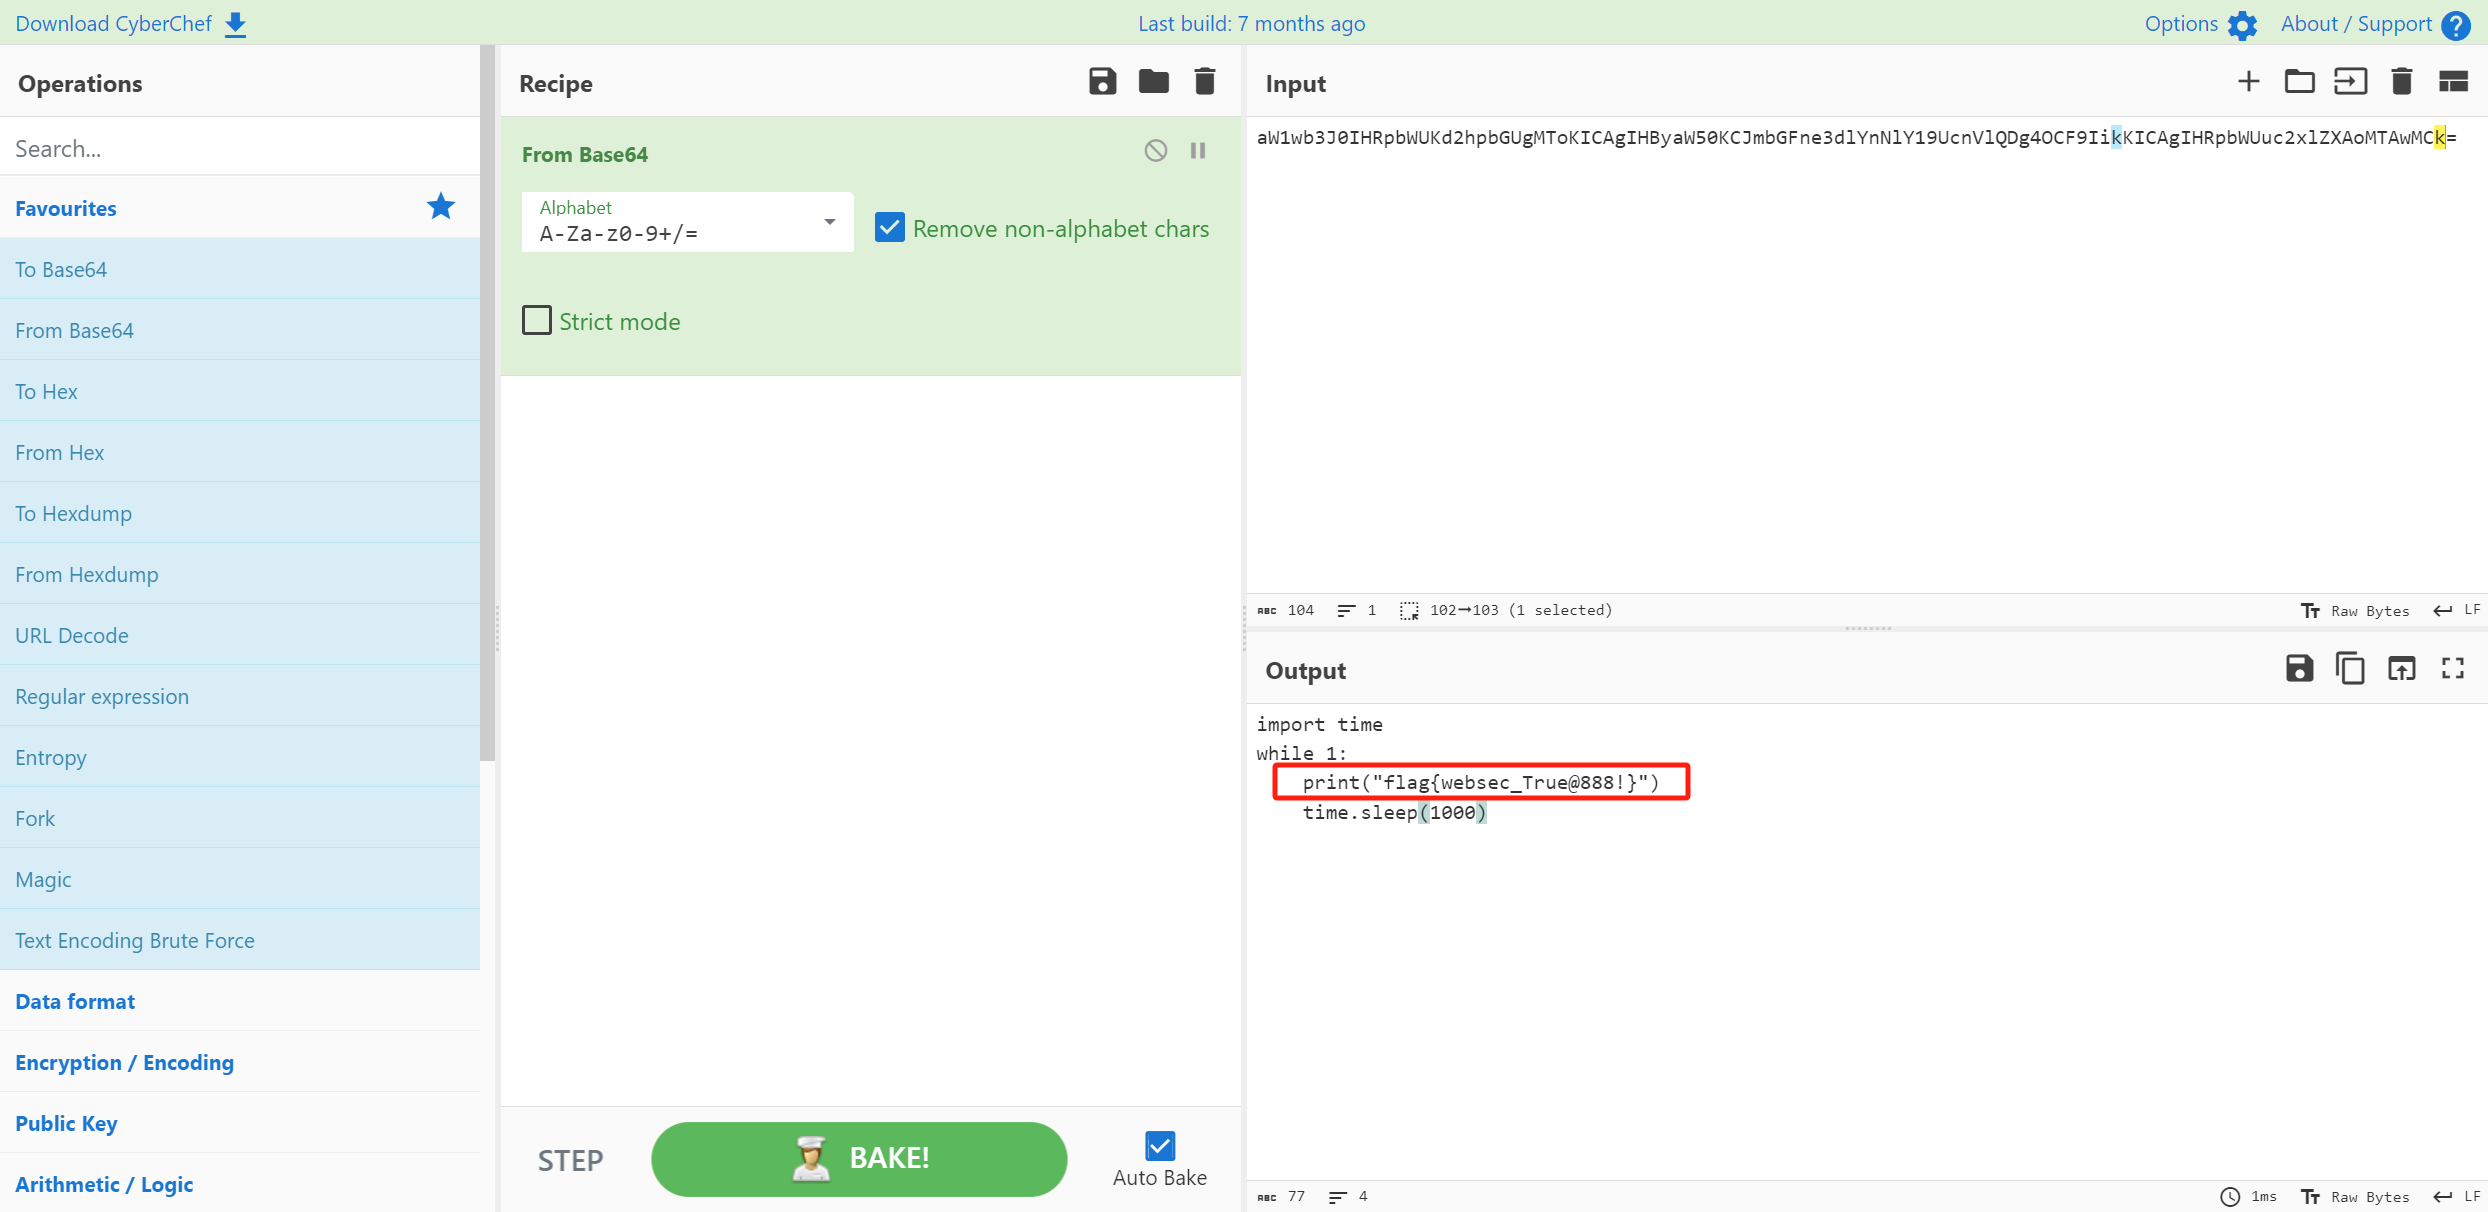 Download CyberChef
Last build: 7 months ago
Options
About / Support
Operations
Search...
Favourites
To Base64
From Base64
To Hex
From Hex
To Hexdump
From Hexdump
URL Decode
Regular expression
Entropy
Fork
Magic
Text Encoding Brute Force
Data format
Encryption / Encoding
Public Key
Arithmetic / Logic
Recipe
From Base64
Alphabet
A-Za-z0-9+/=
Remove non-alphabet chars
Strict mode
STEP
BAKE!
Auto Bake
Input
aW1wb3J0IHRpbWUKd2hpbGUgMToKICAgIHByaW50KCJmbGFne3dlYnNlY19UcnVlQDg4OCF9IikKICAgIHRpbWUuc2xlZXAoMTAwMCk=
ABC 104 1 102→103 (1 selected)
Tт Raw Bytes LF
Output
import time
while 1:
    print("flag{websec_True@888!}")
    time.sleep(1000)
ABC 77 4
1ms Tт Raw Bytes LF